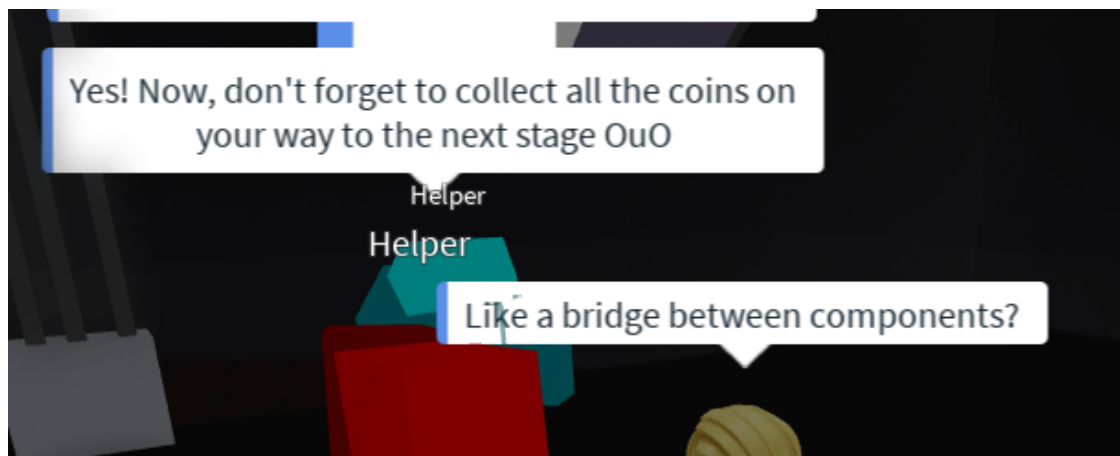 Yes! Now, don't forget to collect all the coins on
your way to the next stage OuO
Helper
Helper
Like a bridge between components?